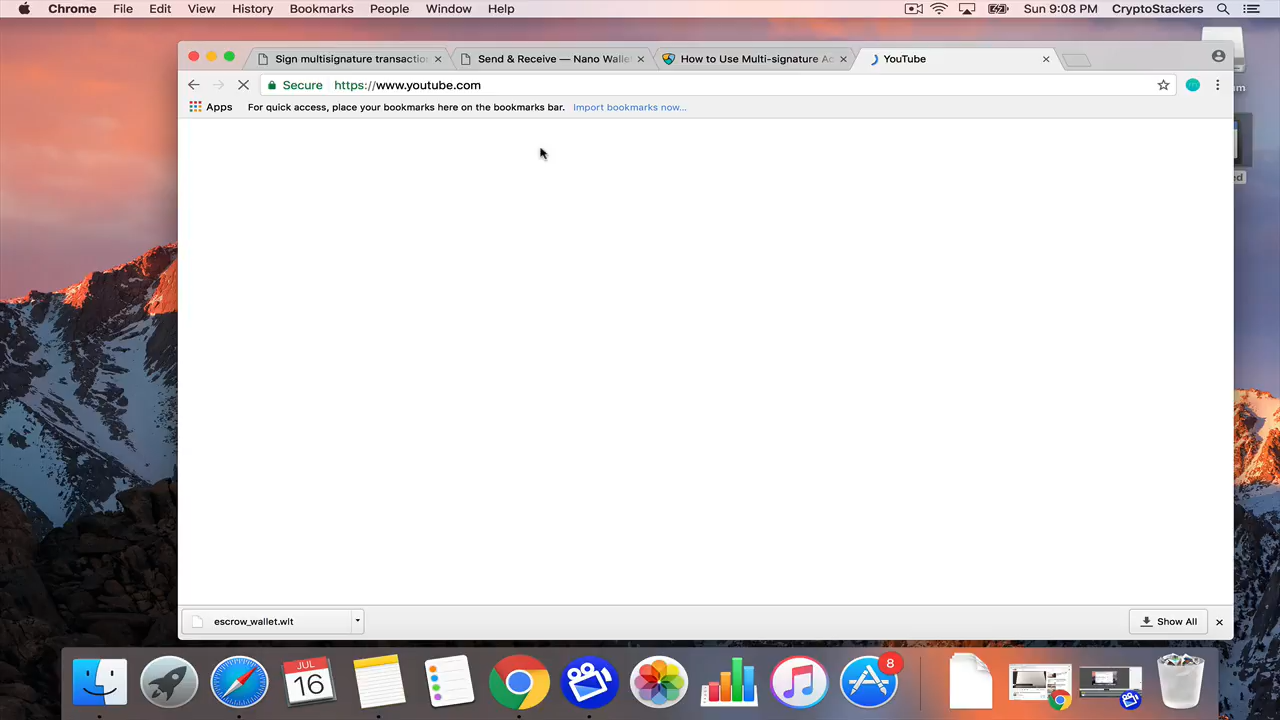 Chrome File Edit View History Bookmarks People Window Help Sun 9:08 PM CryptoStackers
Sign multisignature transactio Send & Receive — Nano Walle How to Use Multi-signature Ac YouTube
Secure https://www.youtube.com
Apps For quick access, place your bookmarks here on the bookmarks bar. Import bookmarks now...
escrow_wallet.wlt Show All
JUL
16
8